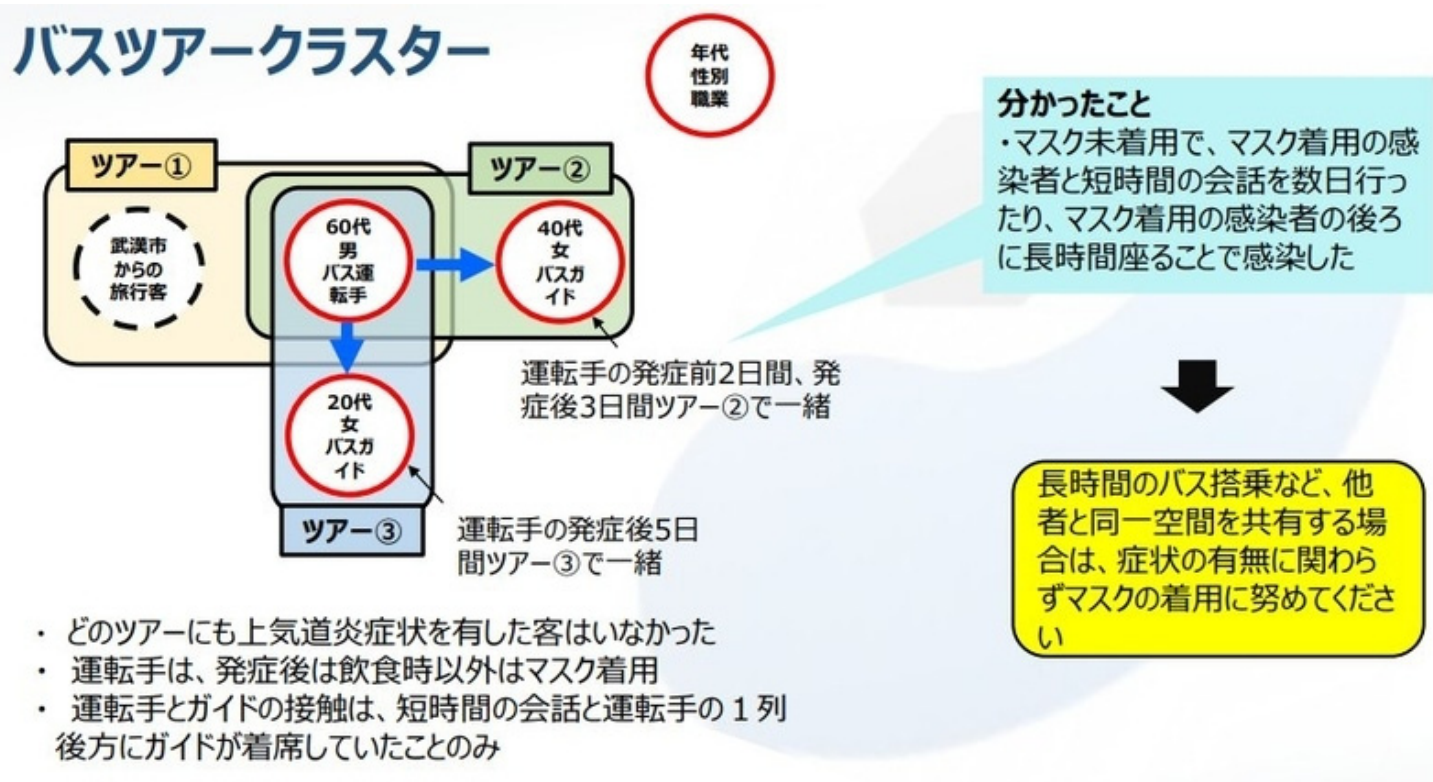 バスツアークラスター
年代
性別
職業
ツアー①
ツアー②
武漢市
からの
旅行客
60代
男
バス運
転手
40代
女
バスガ
イド
20代
女
バスガ
イド
ツアー③
運転手の発症前2日間、発
症後3日間ツアー②で一緒
運転手の発症後5日
間ツアー③で一緒
・ どのツアーにも上気道炎症状を有した客はいなかった
・ 運転手は、発症後は飲食時以外はマスク着用
・ 運転手とガイドの接触は、短時間の会話と運転手の1列
後方にガイドが着席していたことのみ
分かったこと
・マスク未着用で、マスク着用の感
染者と短時間の会話を数日行っ
たり、マスク着用の感染者の後ろ
に長時間座ることで感染した
長時間のバス搭乗など、他
者と同一空間を共有する場
合は、症状の有無に関わら
ずマスクの着用に努めてくださ
い